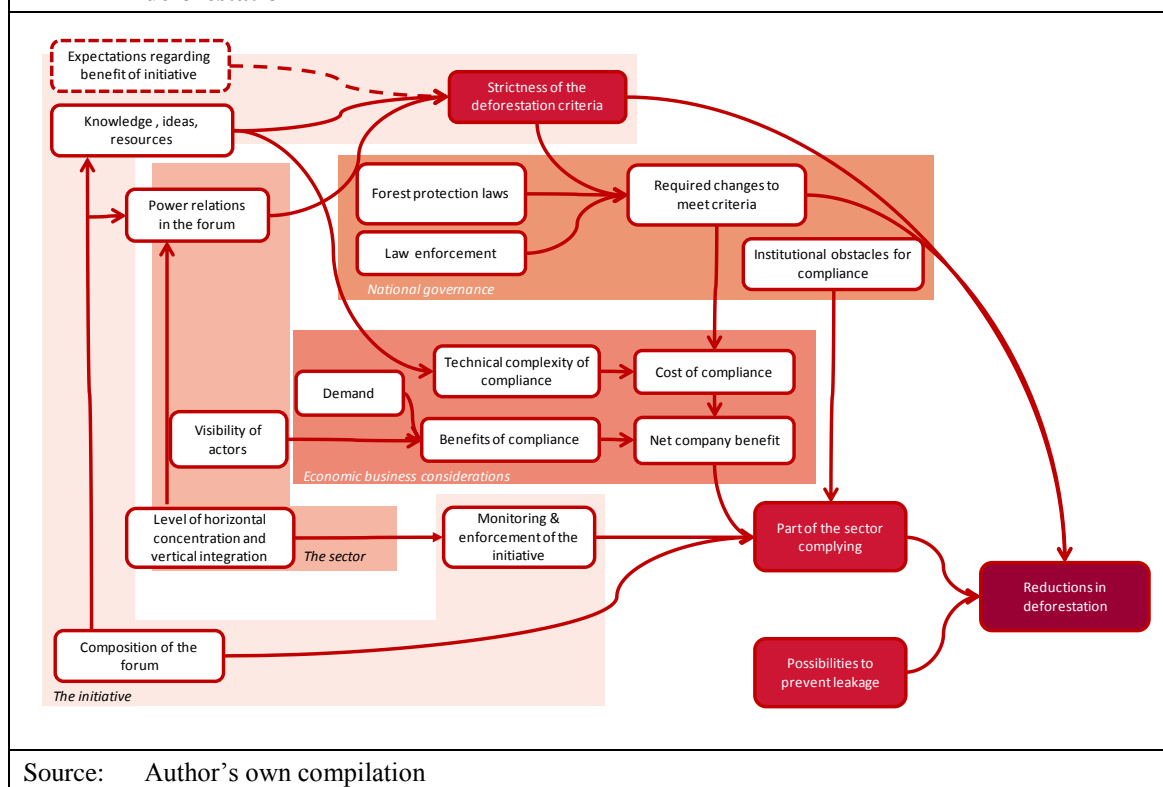 Expectations regarding
benefit of initiative
Strictness of the
deforestation criteria
Knowledge , ideas,
resources
Forest protection laws
Required changes to
meet criteria
Power relations
in the forum
Law enforcement
Institutional obstacles for
compliance
National governance
Technical complexity of
compliance
Cost of compliance
Demand
Visibility of
actors
Benefits of compliance
Net company benefit
Economic business considerations
Level of horizontal
concentration and
vertical integration
The sector
Monitoring &
enforcement of the
initiative
Part of the sector
complying
Reductions in
deforestation
Composition of the
forum
Possibilities to
prevent leakage
The initiative
Source: Author's own compilation